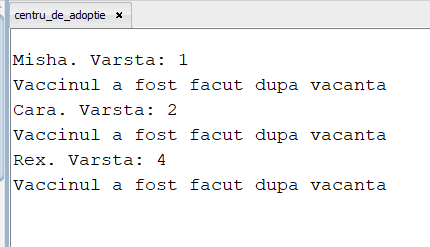 centru_de_adoptie ×
Misha. Varsta: 1
Vaccinul a fost facut dupa vacanta
Cara. Varsta: 2
Vaccinul a fost facut dupa vacanta
Rex. Varsta: 4
Vaccinul a fost facut dupa vacanta